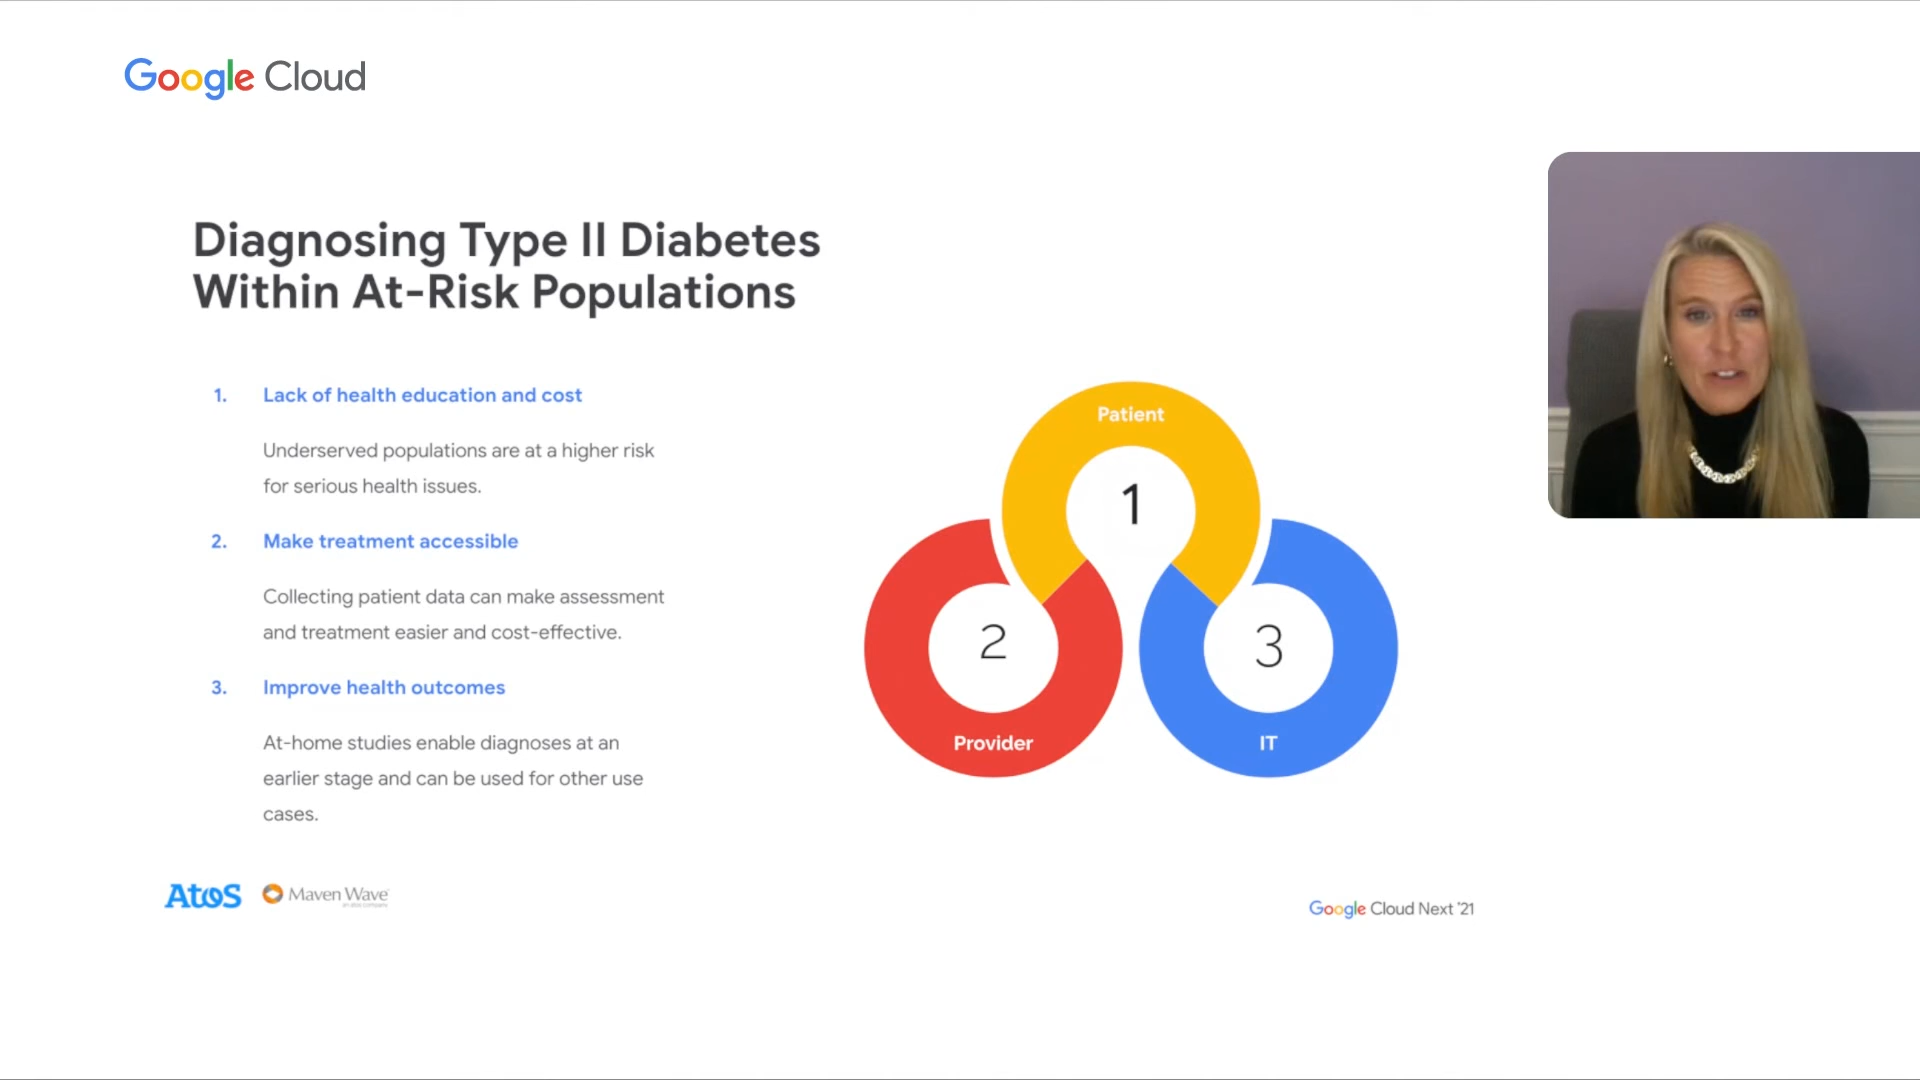 Google Cloud
Diagnosing Type II Diabetes
Within At-Risk Populations
1. Lack of health education and cost
Underserved populations are at a higher risk
for serious health issues.
2. Make treatment accessible
Collecting patient data can make assessment
and treatment easier and cost-effective.
3. Improve health outcomes
At-home studies enable diagnoses at an
earlier stage and can be used for other use
cases.
Patient
1
2
Provider
3
IT
Atos
Maven Wave
an atos company
Google Cloud Next '21